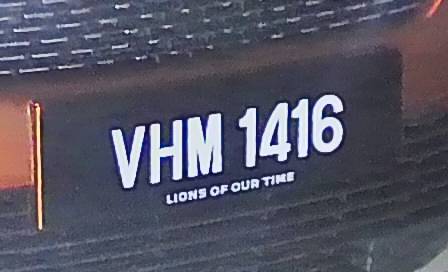 VHM 1416
LIONS OF OUR TIME